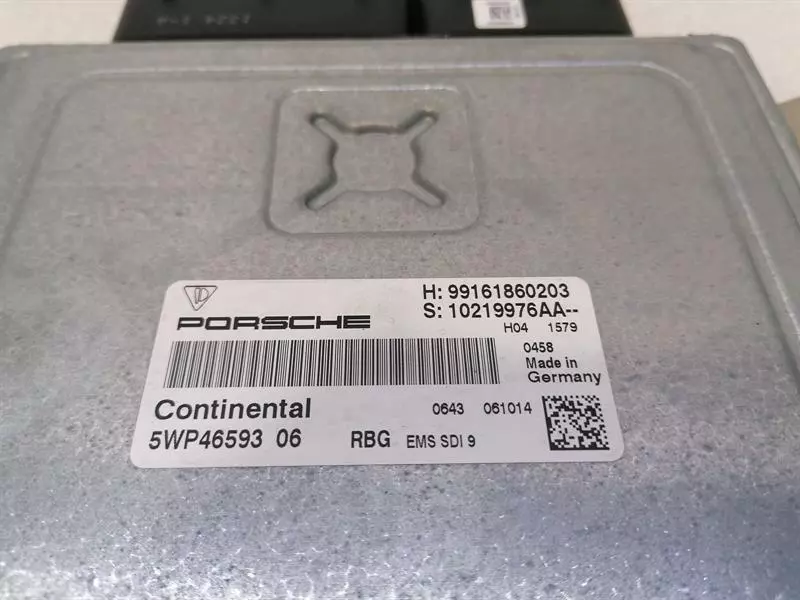 H: 99161860203
PORSCHE
S: 10219976AA--
H04 1579
0458
Made in
Germany
Continental
0643 061014
5WP46593 06 RBG EMS SDI 9